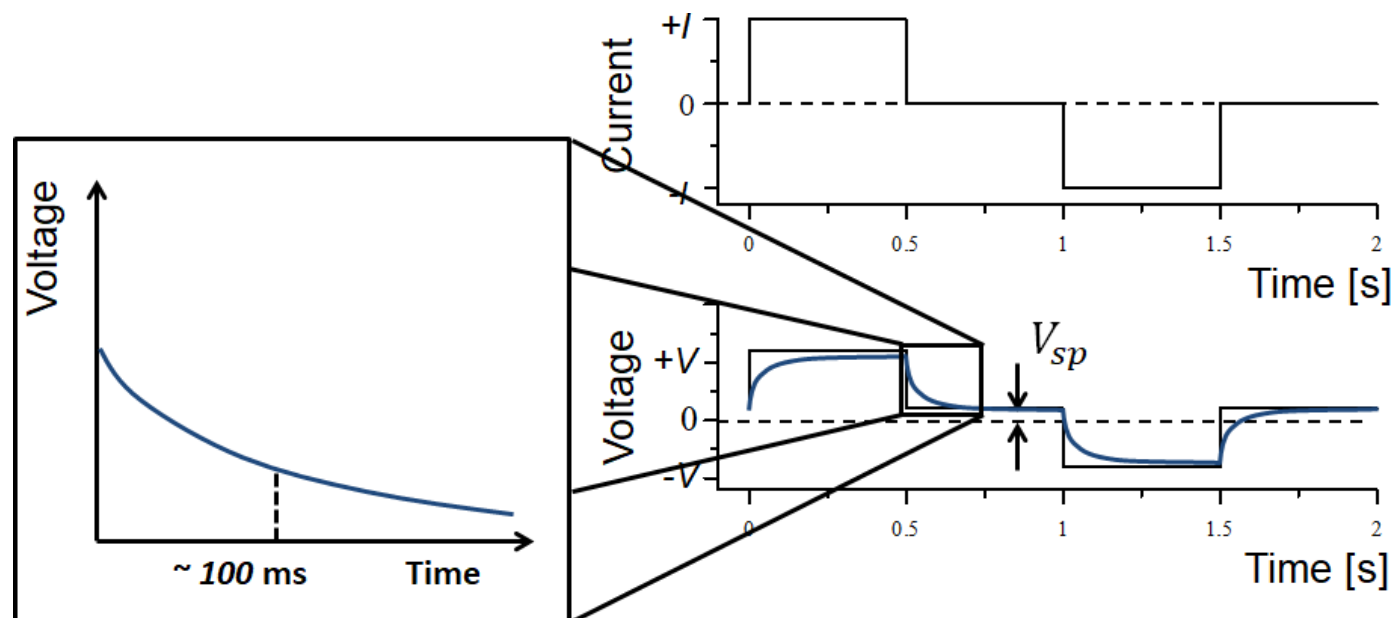 +I
Current
0
-I
0 0.5 1 1.5 2
Time [s]
Voltage
~ 100 ms Time
V_sp
Voltage
+V
0
-V
0 0.5 1 1.5 2
Time [s]